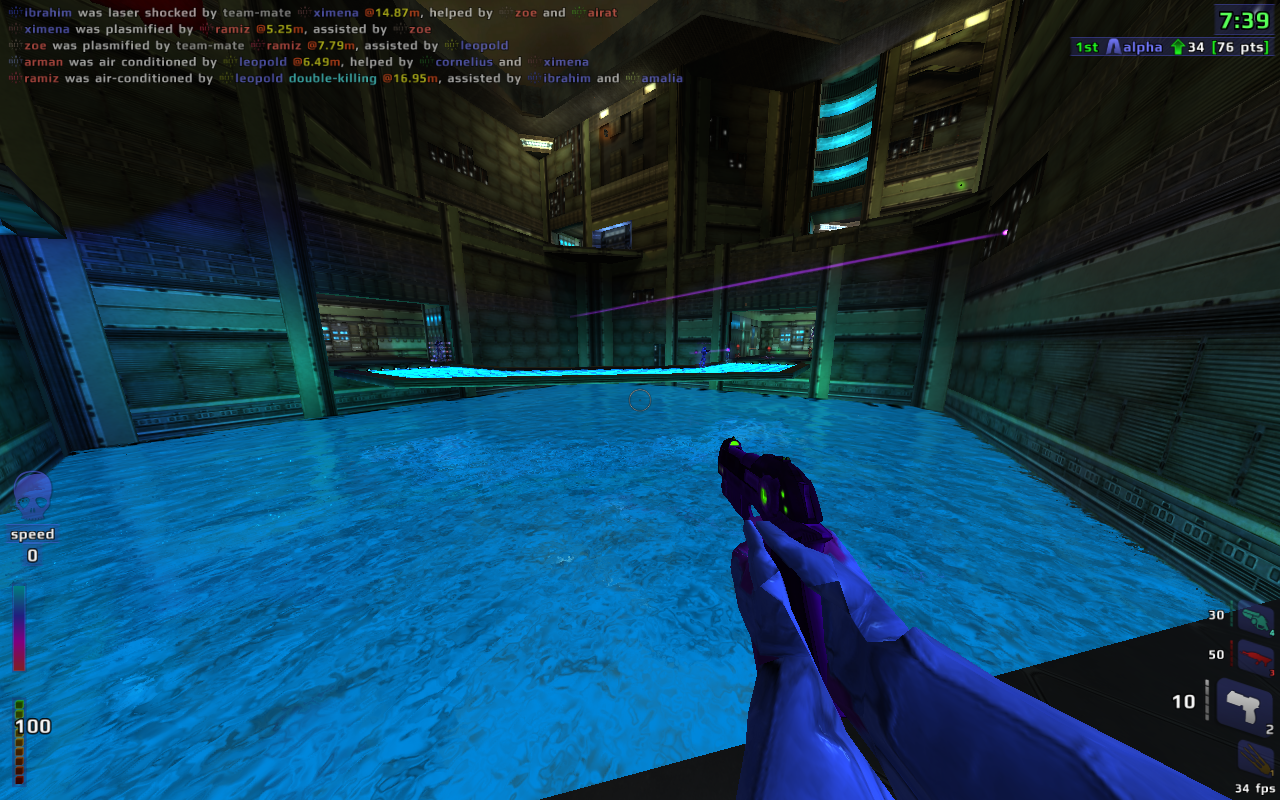 ibrahim was laser shocked by team-mate ximena @14.87m, helped by zoe and airat
ximena was plasmified by ramiz @5.25m, assisted by zoe
zoe was plasmified by team-mate ramiz @7.79m, assisted by leopold
arman was air conditioned by leopold @6.49m, helped by cornelius and ximena
ramiz was air-conditioned by leopold double-killing @16.95m, assisted by ibrahim and amalia
7:39
1st alpha 34 [76 pts]
speed
0
100
30
4
50
3
10
2
1
34 fps